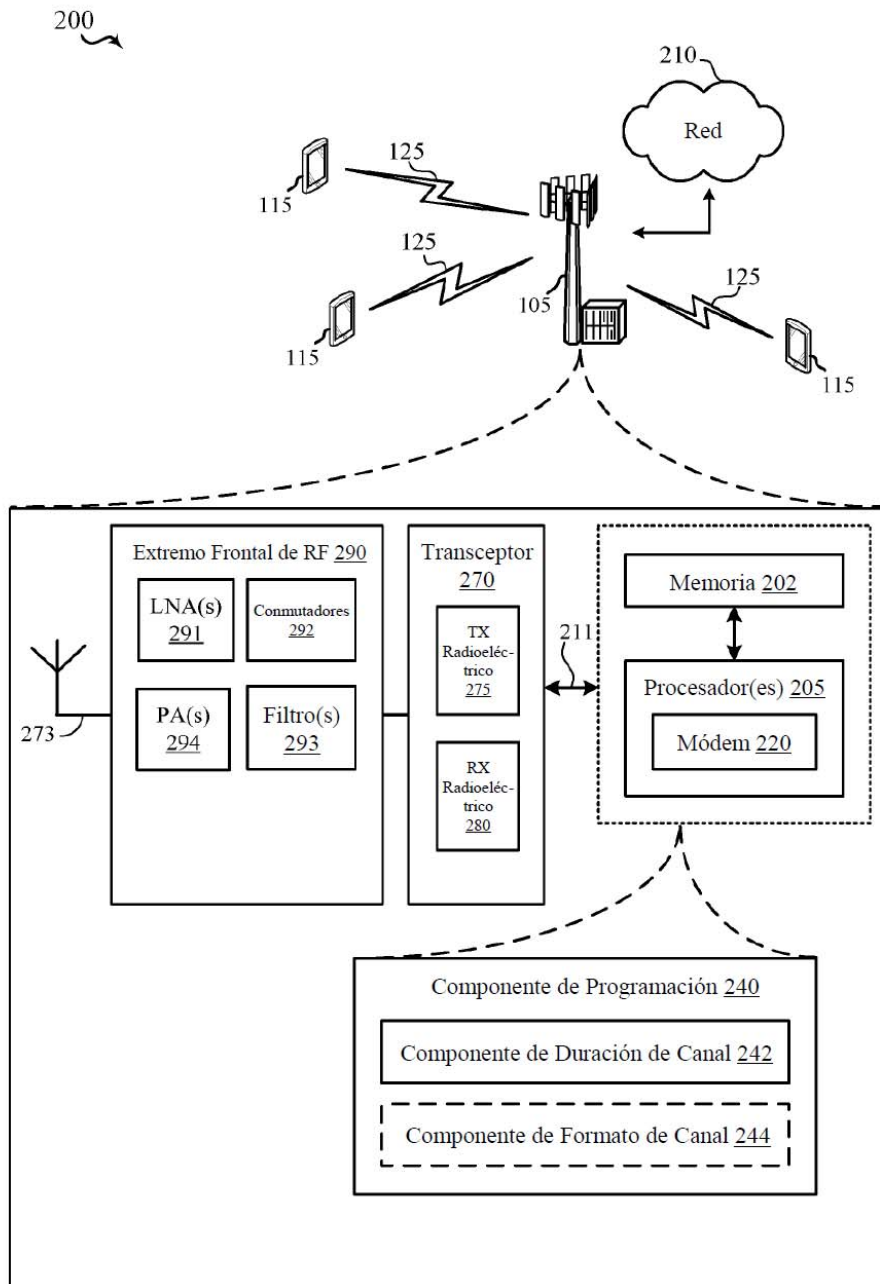 200
210
Red
125
115
125
105
125
115
115
Extremo Frontal de RF 290
LNA(s)
291
Conmutadores
292
PA(s)
294
Filtro(s)
293
273
Transceptor
270
TX
Radioeléc-
trico
275
RX
Radioeléc-
trico
280
211
Memoria 202
Procesador(es) 205
Módem 220
Componente de Programación 240
Componente de Duración de Canal 242
Componente de Formato de Canal 244